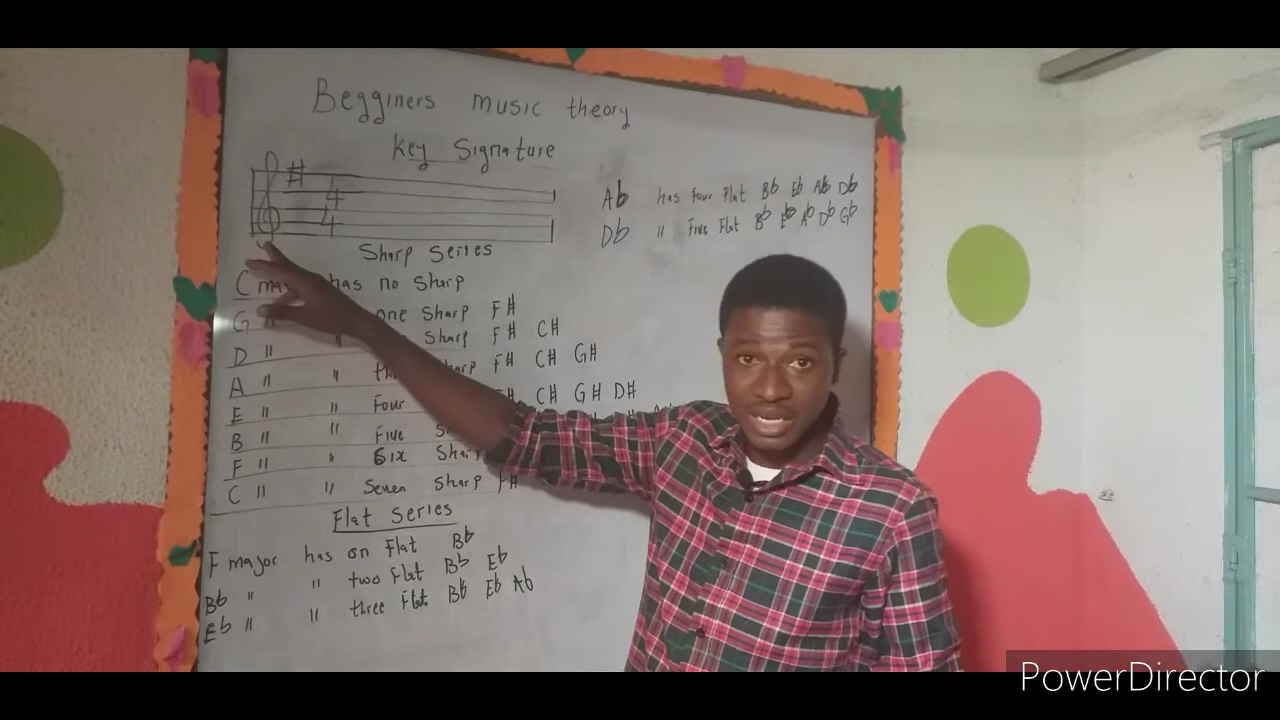 Begginers music theory
Key Signature
# 4 4
Ab has Four Flat Bb Eb Ab Db
Db " Five Flat Bb Eb Ab Db Gb
Sharp Series
C has no Sharp
G " one Sharp F#
D " " Sharp F# C#
A " " F# C# G#
E " " Four C# G# D#
B " " Five
F " " Six
C " " Seven Sharp F#
Flat Series
F major has on Flat Bb
Bb " " two Flat Bb Eb
Eb " " three Flat Bb Eb Ab
PowerDirector